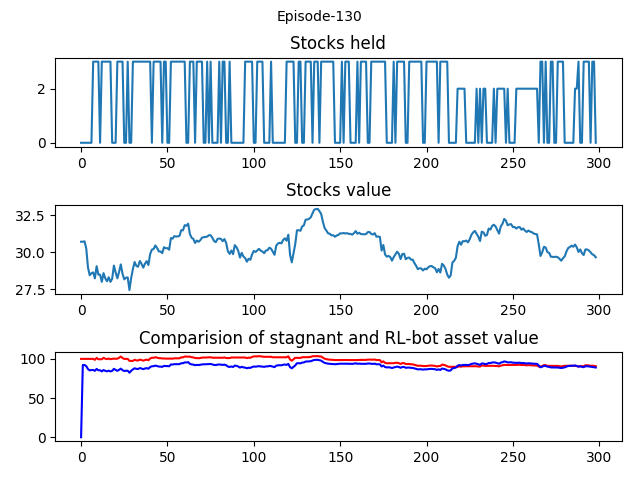 Episode-130
Stocks held
2
0
0 50 100 150 200 250 300
Stocks value
32.5
30.0
27.5
0 50 100 150 200 250 300
Comparision of stagnant and RL-bot asset value
100
50
0
0 50 100 150 200 250 300